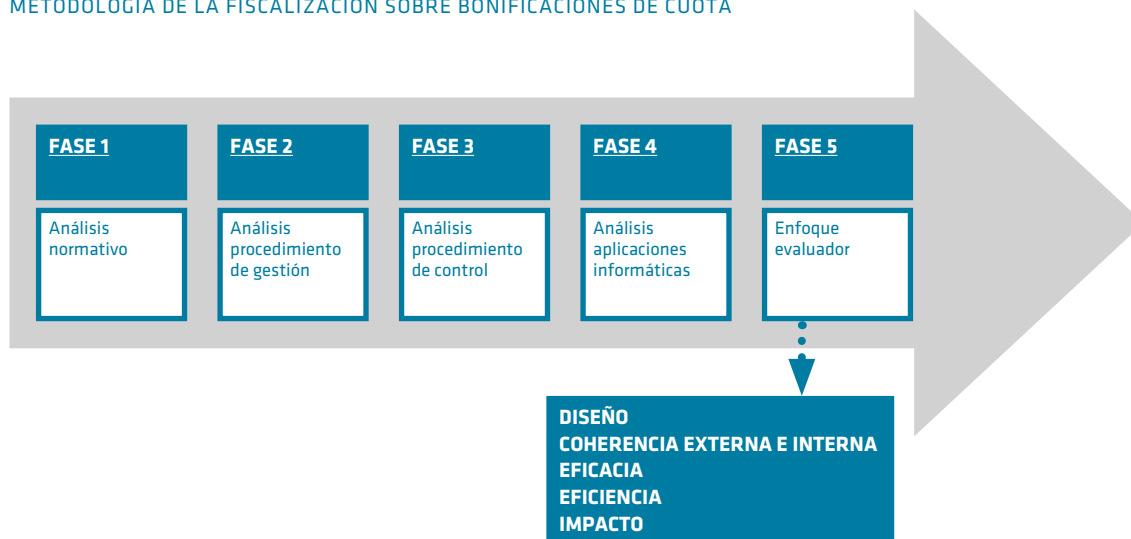 METODOLOGÍA DE LA FISCALIZACIÓN SOBRE BONIFICACIONES DE CUOTA
FASE 1
Análisis
normativo
FASE 2
Análisis
procedimiento
de gestión
FASE 3
Análisis
procedimiento
de control
FASE 4
Análisis
aplicaciones
informáticas
FASE 5
Enfoque
evaluador
DISEÑO
COHERENCIA EXTERNA E INTERNA
EFICACIA
EFICIENCIA
IMPACTO